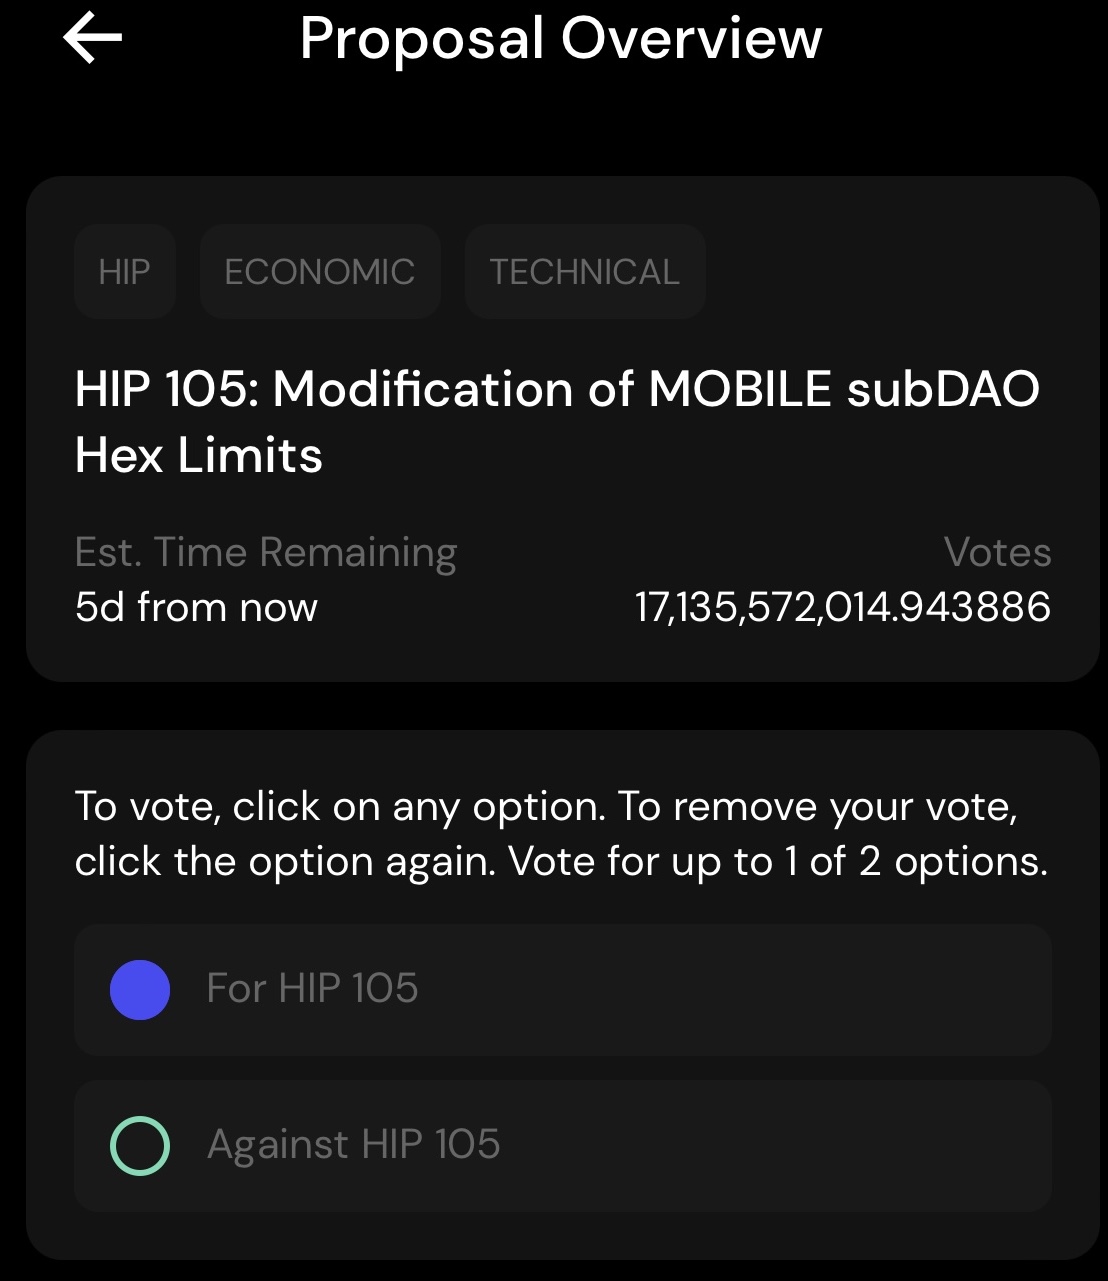 Proposal Overview
HIP ECONOMIC TECHNICAL
HIP 105: Modification of MOBILE subDAO
Hex Limits
Est. Time Remaining Votes
5d from now 17,135,572,014.943886
To vote, click on any option. To remove your vote,
click the option again. Vote for up to 1 of 2 options.
For HIP 105
Against HIP 105